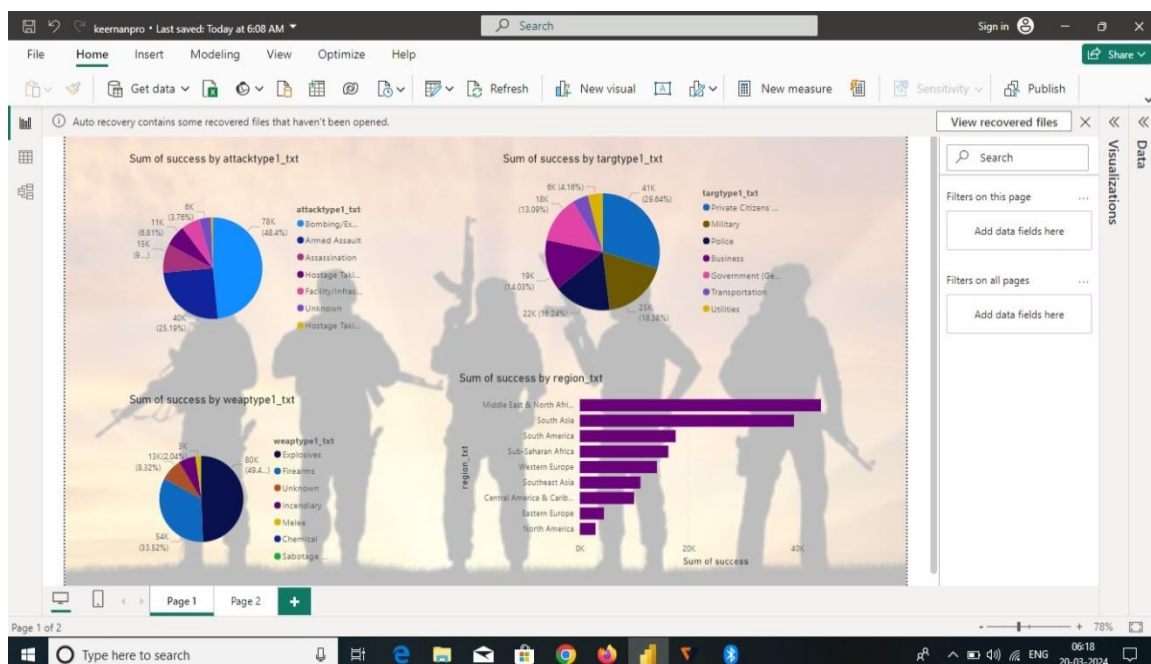 keernanpro • Last saved: Today at 6:08 AM
Search
Sign in
File Home Insert Modeling View Optimize Help
Share
Get data
Refresh
New visual
New measure
Sensitivity
Publish
Auto recovery contains some recovered files that haven't been opened.
View recovered files
Sum of success by attacktype1_txt
6K
(3.76%)
11K
(6.81%)
15K
(9...)
78K
(48.4%)
40K
(25.19%)
attacktype1_txt
Bombing/Ex...
Armed Assault
Assassination
Hostage Taki...
Facility/Infras...
Unknown
Hostage Taki...
Sum of success by targtype1_txt
6K (4.16%)
18K
(13.09%)
41K
(29.64%)
19K
(14.03%)
22K (16.24%)
25K
(18.38%)
targtype1_txt
Private Citizens ...
Military
Police
Business
Government (Ge...
Transportation
Utilities
Sum of success by weaptype1_txt
3K
(2.04%)
13K
(8.32%)
80K
(49.4...)
54K
(33.52%)
weaptype1_txt
Explosives
Firearms
Unknown
Incendiary
Melee
Chemical
Sabotage ...
Sum of success by region_txt
region_txt
Middle East & North Afri...
South Asia
South America
Sub-Saharan Africa
Western Europe
Southeast Asia
Central America & Carib...
Eastern Europe
North America
0K 20K 40K
Sum of success
Search
Filters on this page ...
Add data fields here
Filters on all pages ...
Add data fields here
Visualizations
Data
Page 1
Page 2
Page 1 of 2
78%
Type here to search
ENG
06:18
20-03-2024